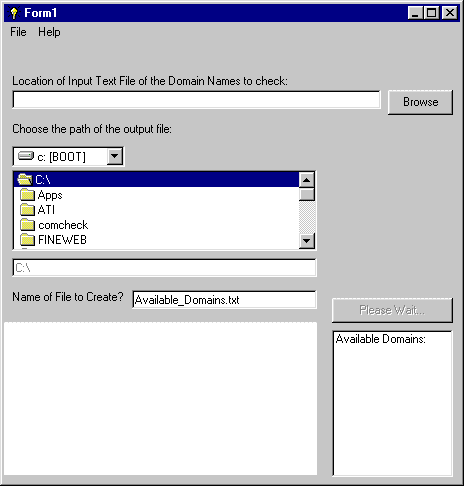 Form1
File Help
Location of Input Text File of the Domain Names to check:
Browse
Choose the path of the output file:
c: [BOOT]
C:\
Apps
ATI
comcheck
FINEWEB
C:\
Name of File to Create? Available_Domains.txt
Please Wait...
Available Domains: